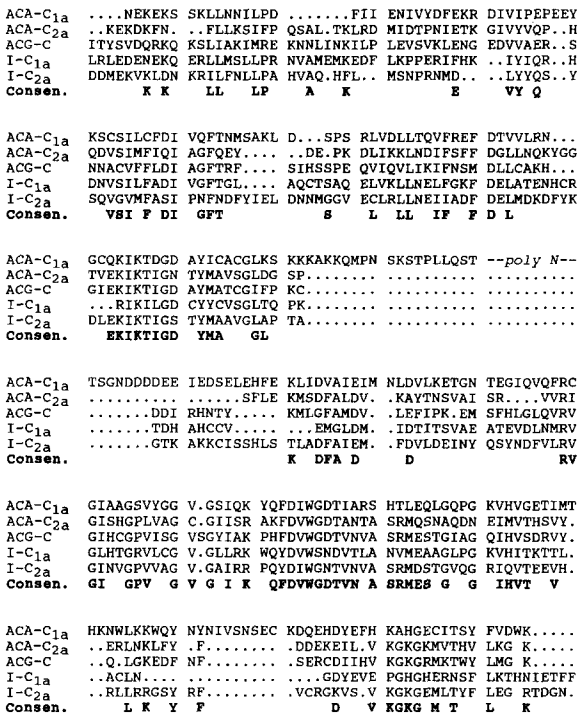 ACA-C1a ....NEKEKS SKLLNNILPD .....FIIE NIVYDFEKRD IVIPEPEEEY
ACA-C2a .KEKDKFN.. .FLLKSIFP QSAL.TKLRD MIDTPNIETK GIVYVQP..H
ACG-C ITYSVDQRKQ KSLIAKIMRE KNNLINKILP LEVSVKLENG EDVVAER..S
I-C1a LRLEDENEKQ ERLLMSLLPR NVAMEMKEDF LKPPERIFHK ..IYIQR..H
I-C2a DDMEKVKLDN KRILFNLLPA HVAQ.HFL.. MSNPRNMD.. .LYYQS..Y
Consen. K K LL LP A K E VY Q
ACA-C1a KSCSILCFDI VQFTNMSAKL D...SPS RLVDLLTQVFREF DTVVLRN...
ACA-C2a QDVSIMFIQI AGFQEY.... ..DE.PK DLIKKLNDIFSFF DGLLNQKYGG
ACG-C NNACVFFLDI AGFTRF.... SIHSSPE QVIQVLIKIFNSM DLLCAKH...
I-C1a DNVSILFADI VGFTGL.... AQCTSAQ ELVKLLNELFGKF DELATENHCR
I-C2a SQVGVMFASI PNFNDFYIEL DNNMGGV ECLRLLNEIIADF DELMDKDFYK
Consen. VSI F DI GFT S L LL IF F D L
ACA-C1a GCQKIKTDGD AYICACGLKS KKKAKKQMPN SKSTPLLQST --poly N--
ACA-C2a TVEKIKTIGN TYMAVSGLDG SP........ .......... .........
ACG-C GIEKIKTIGD AYMATCGIFP KC........ .......... .........
I-C1a ...RIKILGD CYYCVSGLTQ PK........ .......... .........
I-C2a DLEKIKTIGS TYMAAVGLAP TA........ .......... .........
Consen. EKIKTIGD YMA GL
ACA-C1a TSGNDDDDEE IEDSELEHFE KLIDVAIEIM NLDVLKETGN TEGIQVQFRC
ACA-C2a .......... ......SFLE KMSDFALDV. .KAYTNSVAI SR....VVRI
ACG-C .....DDI RHNTY..... KMLGFAMDV. .LEFIPK.EM SFHLGLQVRV
I-C1a .....TDH AHCCV..... ...EMGLDM. .IDTITSVAE ATEVDLNMRV
I-C2a .....GTK AKKCISSHLS TLADFAIEM. .FDVLDEINY QSYNDFVLRV
Consen. K DFA D D RV
ACA-C1a GIAAGSVYGG V.GSIQK YQFDIWGDTIARS HTLEQLGQPG KVHVGETIMT
ACA-C2a GISHGPLVAG C.GIISR AKFDVWGDTANTA SRMQSNAQDN EIMVTHSVY.
ACG-C GIHCGPVISG VSGYIAK PHFDVWGDTVNVA SRMESTGIAG QIHVSDRVY.
I-C1a GLHTGRVLCG V.GLLRK WQYDVWSNDVTLA NVMEAAGLPG KVHITKTTL.
I-C2a GINVGPVVAG V.GAIRR PQYDIWGNTVNVA SRMDSTGVQG RIQVTEEVH.
Consen. GI GPV G V G I K QFDVWGDTVN A SRMES G IHVT V
ACA-C1a HKNWLKKWQY NYNIVSNSEC KDQEHDYEFH KAHGECITSY FVDWK.....
ACA-C2a .ERLNKLFY .F........ ..DDEKEIL.V KGKGKMVTHV LKG K.....
ACG-C .Q.LGKEDF NF........ .SERCDIIHV KGKGRMKTWY LMG K.....
I-C1a .ACLN..... .......... .GDYEVEP GHGHERNSF LKTHNIETFF
I-C2a .RLLRRGSYR F......... .VCRGKVS.V KGKGEMLTYF LEG RTDGN.
Consen. L K Y F D V KGKG M T L K